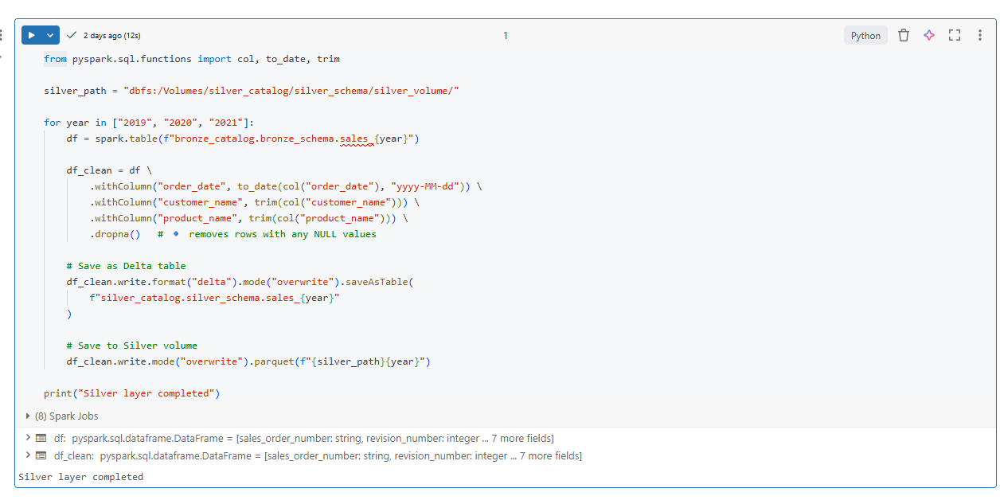 2 days ago (12s)
1
Python
from pyspark.sql.functions import col, to_date, trim
silver_path = "dbfs:/Volumes/silver_catalog/silver_schema/silver_volume/"
for year in ["2019", "2020", "2021"]:
    df = spark.table(f"bronze_catalog.bronze_schema.sales_{year}")
    df_clean = df \
        .withColumn("order_date", to_date(col("order_date"), "yyyy-MM-dd")) \
        .withColumn("customer_name", trim(col("customer_name"))) \
        .withColumn("product_name", trim(col("product_name"))) \
        .dropna()   # 🔹 removes rows with any NULL values
    # Save as Delta table
    df_clean.write.format("delta").mode("overwrite").saveAsTable(
        f"silver_catalog.silver_schema.sales_{year}"
    )
    # Save to Silver volume
    df_clean.write.mode("overwrite").parquet(f"{silver_path}{year}")
print("Silver layer completed")
(8) Spark Jobs
df: pyspark.sql.dataframe.DataFrame = [sales_order_number: string, revision_number: integer ... 7 more fields]
df_clean: pyspark.sql.dataframe.DataFrame = [sales_order_number: string, revision_number: integer ... 7 more fields]
Silver layer completed